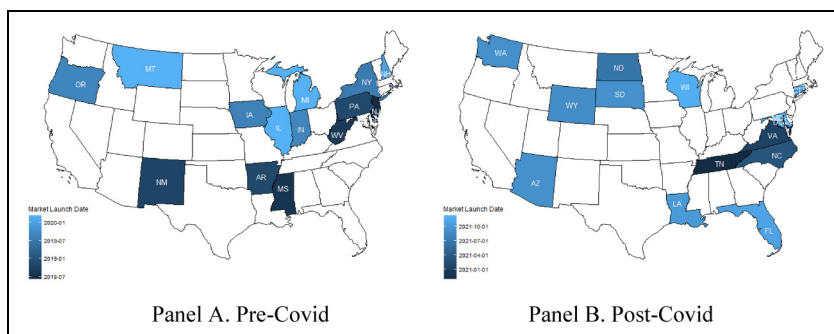 WA
ND
MT
OR
NH
WI
NY
SD
MI
WY
IA
PA
IL
IN
WV
VA
NC
TN
AZ
NM
AR
MS
LA
FL
Market Launch Date
2020-01
2019-07
2019-01
2018-07
Market Launch Date
2021-10-01
2021-07-01
2021-04-01
2021-01-01
Panel A. Pre-Covid
Panel B. Post-Covid